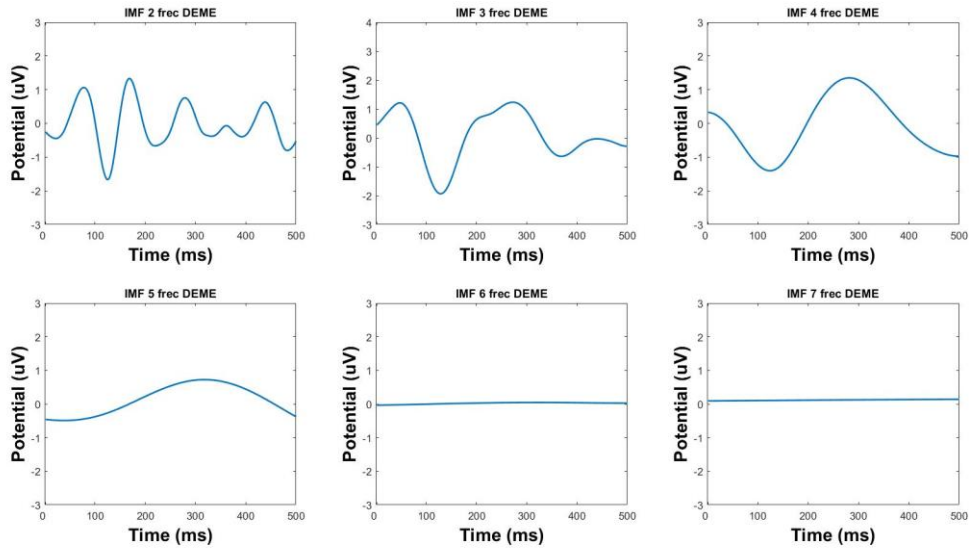 IMF 2 frec DEME
3
2
1
0
-1
-2
-3
Potential (uV)
0 100 200 300 400 500
Time (ms)
IMF 3 frec DEME
4
3
2
1
0
-1
-2
-3
Potential (uV)
0 100 200 300 400 500
Time (ms)
IMF 4 frec DEME
3
2
1
0
-1
-2
-3
Potential (uV)
0 100 200 300 400 500
Time (ms)
IMF 5 frec DEME
3
2
1
0
-1
-2
-3
Potential (uV)
0 100 200 300 400 500
Time (ms)
IMF 6 frec DEME
3
2
1
0
-1
-2
-3
Potential (uV)
0 100 200 300 400 500
Time (ms)
IMF 7 frec DEME
3
2
1
0
-1
-2
-3
Potential (uV)
0 100 200 300 400 500
Time (ms)